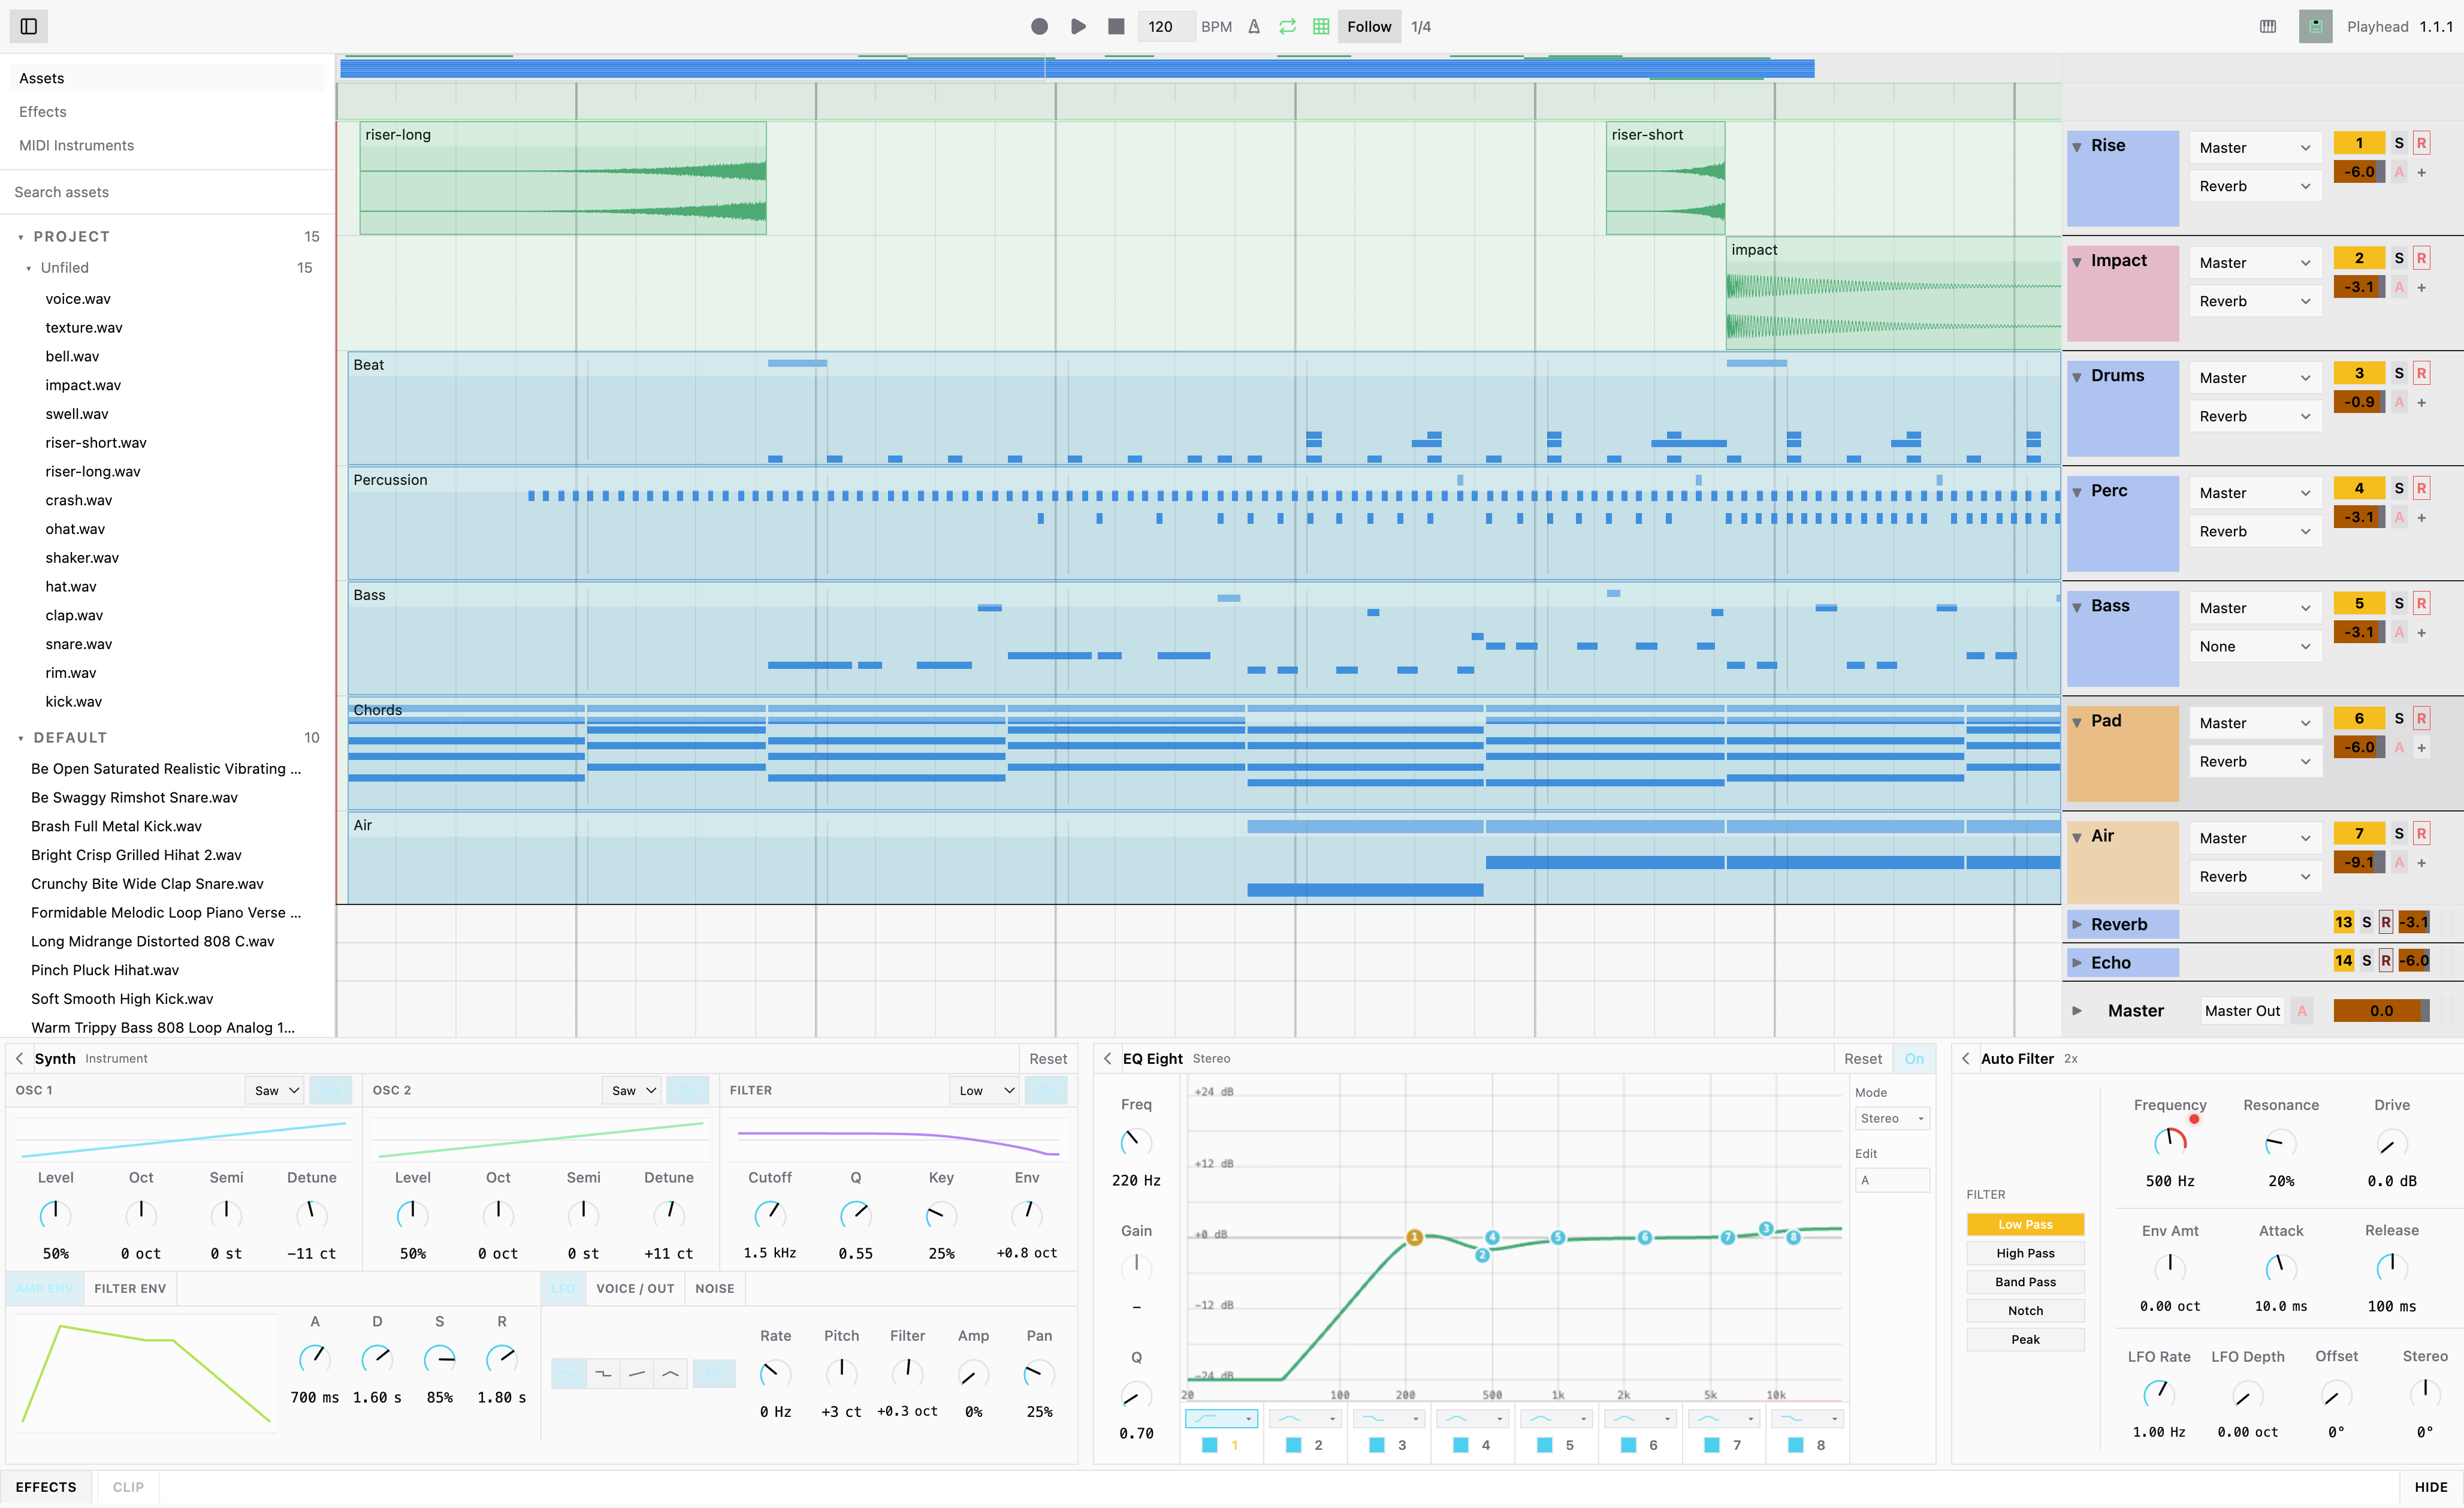 120 BPM Follow 1/4 Playhead 1.1.1
Assets
Effects
MIDI Instruments
Search assets
PROJECT 15
Unfiled 15
voice.wav
texture.wav
bell.wav
impact.wav
swell.wav
riser-short.wav
riser-long.wav
crash.wav
ohat.wav
shaker.wav
hat.wav
clap.wav
snare.wav
rim.wav
kick.wav
DEFAULT 10
Be Open Saturated Realistic Vibrating ...
Be Swaggy Rimshot Snare.wav
Brash Full Metal Kick.wav
Bright Crisp Grilled Hihat 2.wav
Crunchy Bite Wide Clap Snare.wav
Formidable Melodic Loop Piano Verse ...
Long Midrange Distorted 808 C.wav
Pinch Pluck Hihat.wav
Soft Smooth High Kick.wav
Warm Trippy Bass 808 Loop Analog 1...
riser-long riser-short
impact
Beat
Percussion
Bass
Chords
Air
Rise Master 1 S R
Reverb -6.0 A +
Impact Master 2 S R
Reverb -3.1 A +
Drums Master 3 S R
Reverb -0.9 A +
Perc Master 4 S R
Reverb -3.1 A +
Bass Master 5 S R
None -3.1 A +
Pad Master 6 S R
Reverb -6.0 A +
Air Master 7 S R
Reverb -9.1 A +
Reverb 13 S R -3.1
Echo 14 S R -6.0
Master Master Out A 0.0
Synth Instrument Reset
OSC 1 Saw On
Level Oct Semi Detune
50% 0 oct 0 st -11 ct
OSC 2 Saw On
Level Oct Semi Detune
50% 0 oct 0 st +11 ct
FILTER Low On
Cutoff Q Key Env
1.5 kHz 0.55 25% +0.8 oct
AMP ENV FILTER ENV
A D S R
700 ms 1.60 s 85% 1.80 s
LFO VOICE / OUT NOISE
On
Rate Pitch Filter Amp Pan
0 Hz +3 ct +0.3 oct 0% 25%
EQ Eight Stereo Reset On
Freq
220 Hz
Gain
–
Q
0.70
+24 dB
+12 dB
+0 dB
-12 dB
-24 dB
1 2 3 4 5 6 7 8
20 100 200 500 1k 2k 5k 10k
1 2 3 4 5 6 7 8
Mode
Stereo
Edit
A
Auto Filter 2x
FILTER
Low Pass
High Pass
Band Pass
Notch
Peak
Frequency Resonance Drive
500 Hz 20% 0.0 dB
Env Amt Attack Release
0.00 oct 10.0 ms 100 ms
LFO Rate LFO Depth Offset Stereo
1.00 Hz 0.00 oct 0° 0°
EFFECTS CLIP HIDE